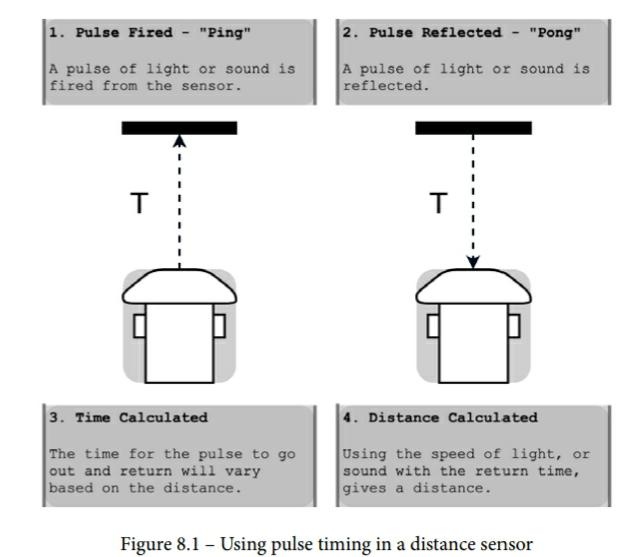 1. Pulse Fired - "Ping"
A pulse of light or sound is
fired from the sensor.
2. Pulse Reflected - "Pong"
A pulse of light or sound is
reflected.
T
T
3. Time Calculated
The time for the pulse to go
out and return will vary
based on the distance.
4. Distance Calculated
Using the speed of light, or
sound with the return time,
gives a distance.
Figure 8.1 – Using pulse timing in a distance sensor